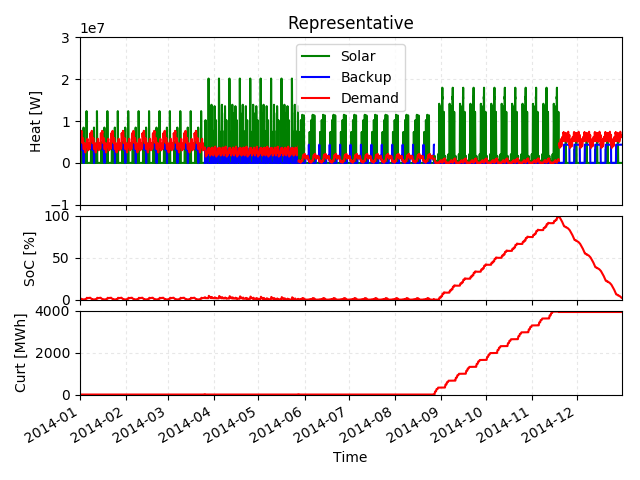 Representative
1e7
3
2
1
0
−1
Heat [W]
Solar
Backup
Demand
100
50
0
SoC [%]
4000
2000
0
Curt [MWh]
2014-01
2014-02
2014-03
2014-04
2014-05
2014-06
2014-07
2014-08
2014-09
2014-10
2014-11
2014-12
Time